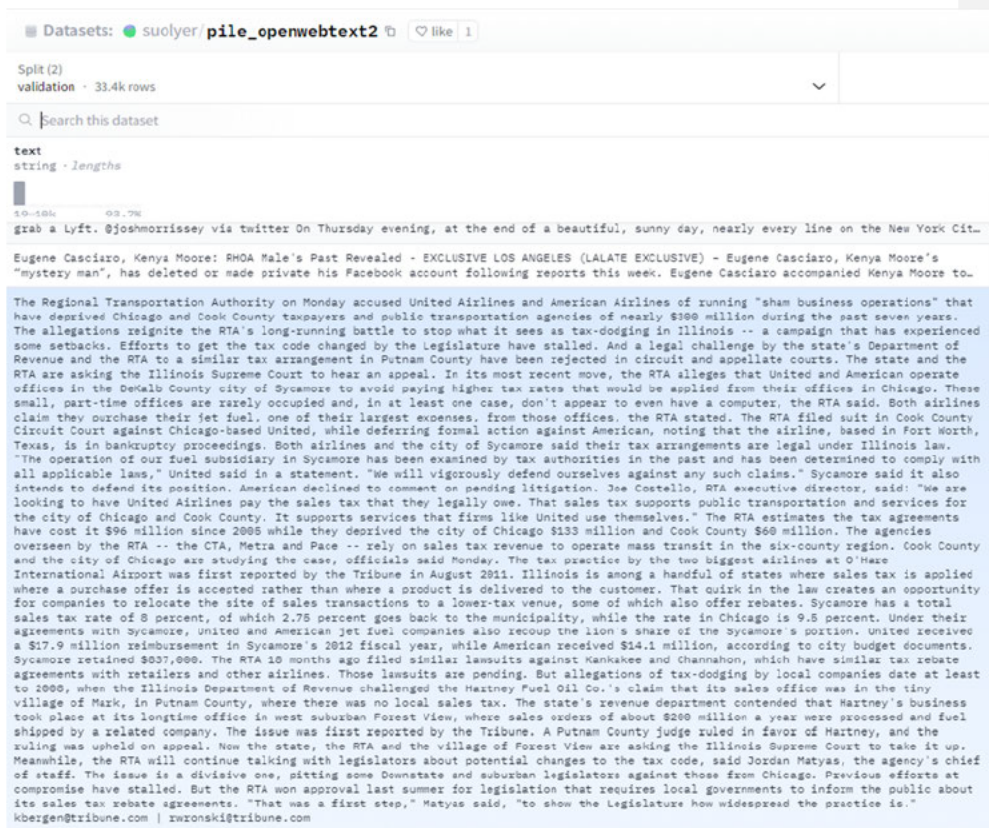 Datasets: suolyer/pile_openwebtext2 like 1
Split (2)
validation · 33.4k rows
Search this dataset
text
string · lengths
19-18k 93.7%
grab a Lyft. @joshmorrissey via twitter On Thursday evening, at the end of a beautiful, sunny day, nearly every line on the New York Cit…
Eugene Casciaro, Kenya Moore: RHOA Male's Past Revealed - EXCLUSIVE LOS ANGELES (LALATE EXCLUSIVE) – Eugene Casciaro, Kenya Moore's
“mystery man”, has deleted or made private his Facebook account following reports this week. Eugene Casciaro accompanied Kenya Moore to…
The Regional Transportation Authority on Monday accused United Airlines and American Airlines of running "sham business operations" that
have deprived Chicago and Cook County taxpayers and public transportation agencies of nearly $300 million during the past seven years.
The allegations reignite the RTA's long-running battle to stop what it sees as tax-dodging in Illinois -- a campaign that has experienced
some setbacks. Efforts to get the tax code changed by the Legislature have stalled. And a legal challenge by the state's Department of
Revenue and the RTA to a similar tax arrangement in Putnam County have been rejected in circuit and appellate courts. The state and the
RTA are asking the Illinois Supreme Court to hear an appeal. In its most recent move, the RTA alleges that United and American operate
offices in the DeKalb County city of Sycamore to avoid paying higher tax rates that would be applied from their offices in Chicago. These
small, part-time offices are rarely occupied and, in at least one case, don't appear to even have a computer, the RTA said. Both airlines
claim they purchase their jet fuel, one of their largest expenses, from those offices, the RTA stated. The RTA filed suit in Cook County
Circuit Court against Chicago-based United, while deferring formal action against American, noting that the airline, based in Fort Worth,
Texas, is in bankruptcy proceedings. Both airlines and the city of Sycamore said their tax arrangements are legal under Illinois law.
"The operation of our fuel subsidiary in Sycamore has been examined by tax authorities in the past and has been determined to comply with
all applicable laws," United said in a statement. "We will vigorously defend ourselves against any such claims." Sycamore said it also
intends to defend its position. American declined to comment on pending litigation. Joe Costello, RTA executive director, said: "We are
looking to have United Airlines pay the sales tax that they legally owe. That sales tax supports public transportation and services for
the city of Chicago and Cook County. It supports services that firms like United use themselves." The RTA estimates the tax agreements
have cost it $96 million since 2005 while they deprived the city of Chicago $133 million and Cook County $60 million. The agencies
overseen by the RTA -- the CTA, Metra and Pace -- rely on sales tax revenue to operate mass transit in the six-county region. Cook County
and the city of Chicago are studying the case, officials said Monday. The tax practice by the two biggest airlines at O'Hare
International Airport was first reported by the Tribune in August 2011. Illinois is among a handful of states where sales tax is applied
where a purchase offer is accepted rather than where a product is delivered to the customer. That quirk in the law creates an opportunity
for companies to relocate the site of sales transactions to a lower-tax venue, some of which also offer rebates. Sycamore has a total
sales tax rate of 8 percent, of which 2.75 percent goes back to the municipality, while the rate in Chicago is 9.5 percent. Under their
agreements with Sycamore, United and American jet fuel companies also recoup the lion's share of the Sycamore's portion. United received
a $17.9 million reimbursement in Sycamore's 2012 fiscal year, while American received $14.1 million, according to city budget documents.
Sycamore retained The RTA 18 months ago filed similar lawsuits against Kankakee and Channahon, which have similar tax rebate
agreements with retailers and other airlines. Those lawsuits are pending. But allegations of tax-dodging by local companies date at least
to when the Illinois Department of Revenue challenged the Hartney Fuel Oil Co.'s claim that its sales office was in the tiny
village of Mark, in Putnam County, where there was no local sales tax. The state's revenue department contended that Hartney's business
took place at its longtime office in west suburban Forest View, where sales orders of about $200 million a year were processed and fuel
shipped by a related company. The issue was first reported by the Tribune. A Putnam County judge ruled in favor of Hartney, and the
ruling was upheld on appeal. Now the state, the RTA and the village of Forest View are asking the Illinois Supreme Court to take it up.
Meanwhile, the RTA will continue talking with legislators about potential changes to the tax code, said Jordan Matyas, the agency's chief
of staff. The issue is a divisive one, pitting some Downstate and suburban legislators against those from Chicago. Previous efforts at
compromise have stalled. But the RTA won approval last summer for legislation that requires local governments to inform the public about
its sales tax rebate agreements. "That was a first step," Matyas said, "to show the Legislature how widespread the practice is."
kbergen@tribune.com | rwronski@tribune.com